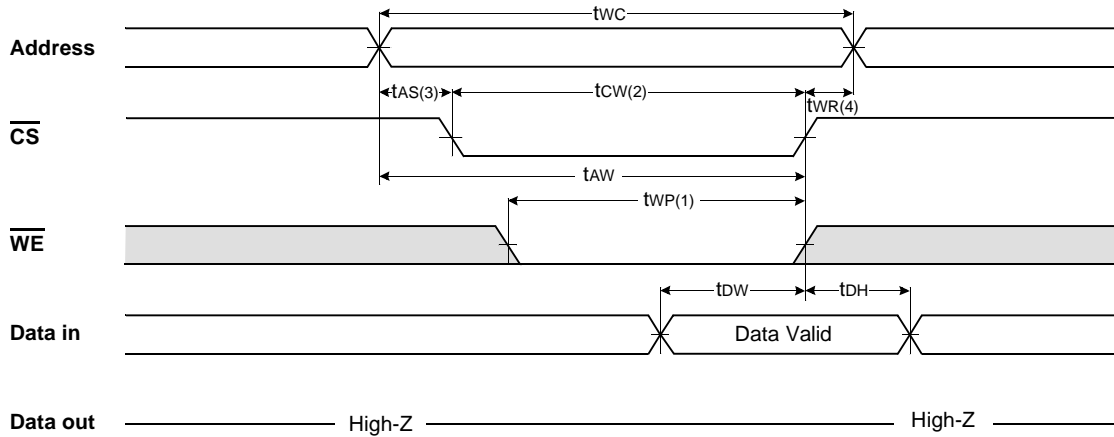 tWC
Address
tAS(3) tCW(2) tWR(4)
CS
tAW
tWP(1)
WE
tDW tDH
Data in Data Valid
Data out High-Z High-Z